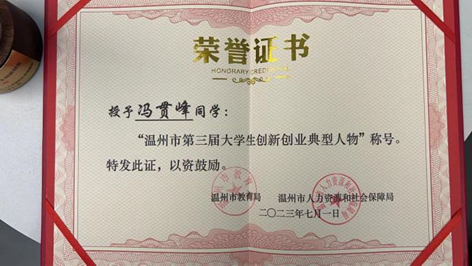 荣誉证书
HONORARY CREDENTIAL
授予冯贯峰同学：
“温州市第三届大学生创新创业典型人物”称号。
特发此证，以资鼓励。
温州市教育局 温州市人力资源和社会保障局
二〇二三年七月一日